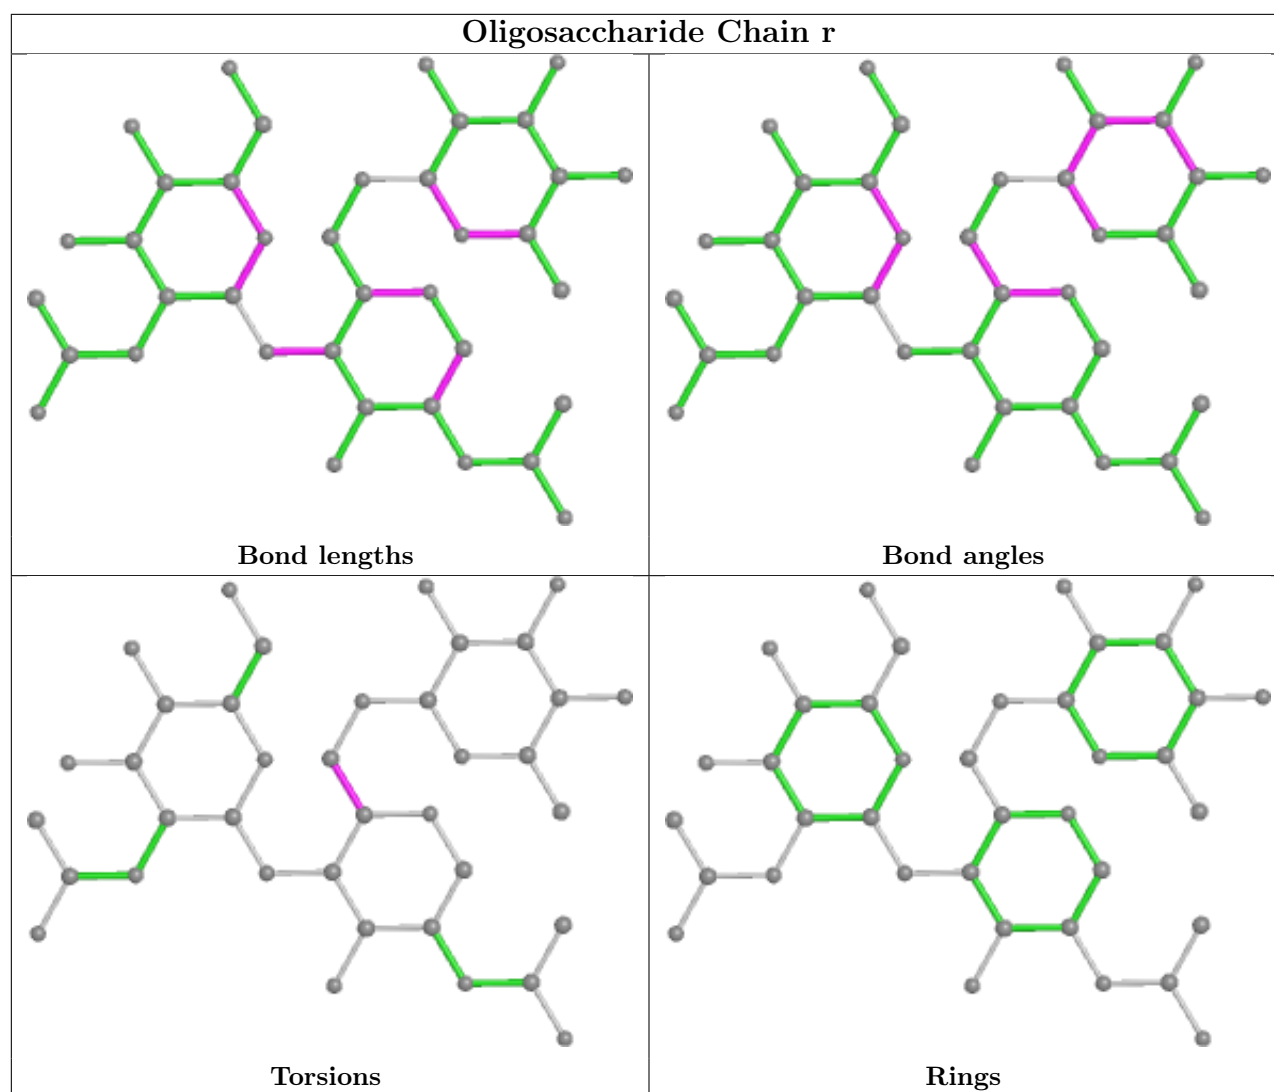 Oligosaccharide Chain r
Bond lengths
Bond angles
Torsions
Rings